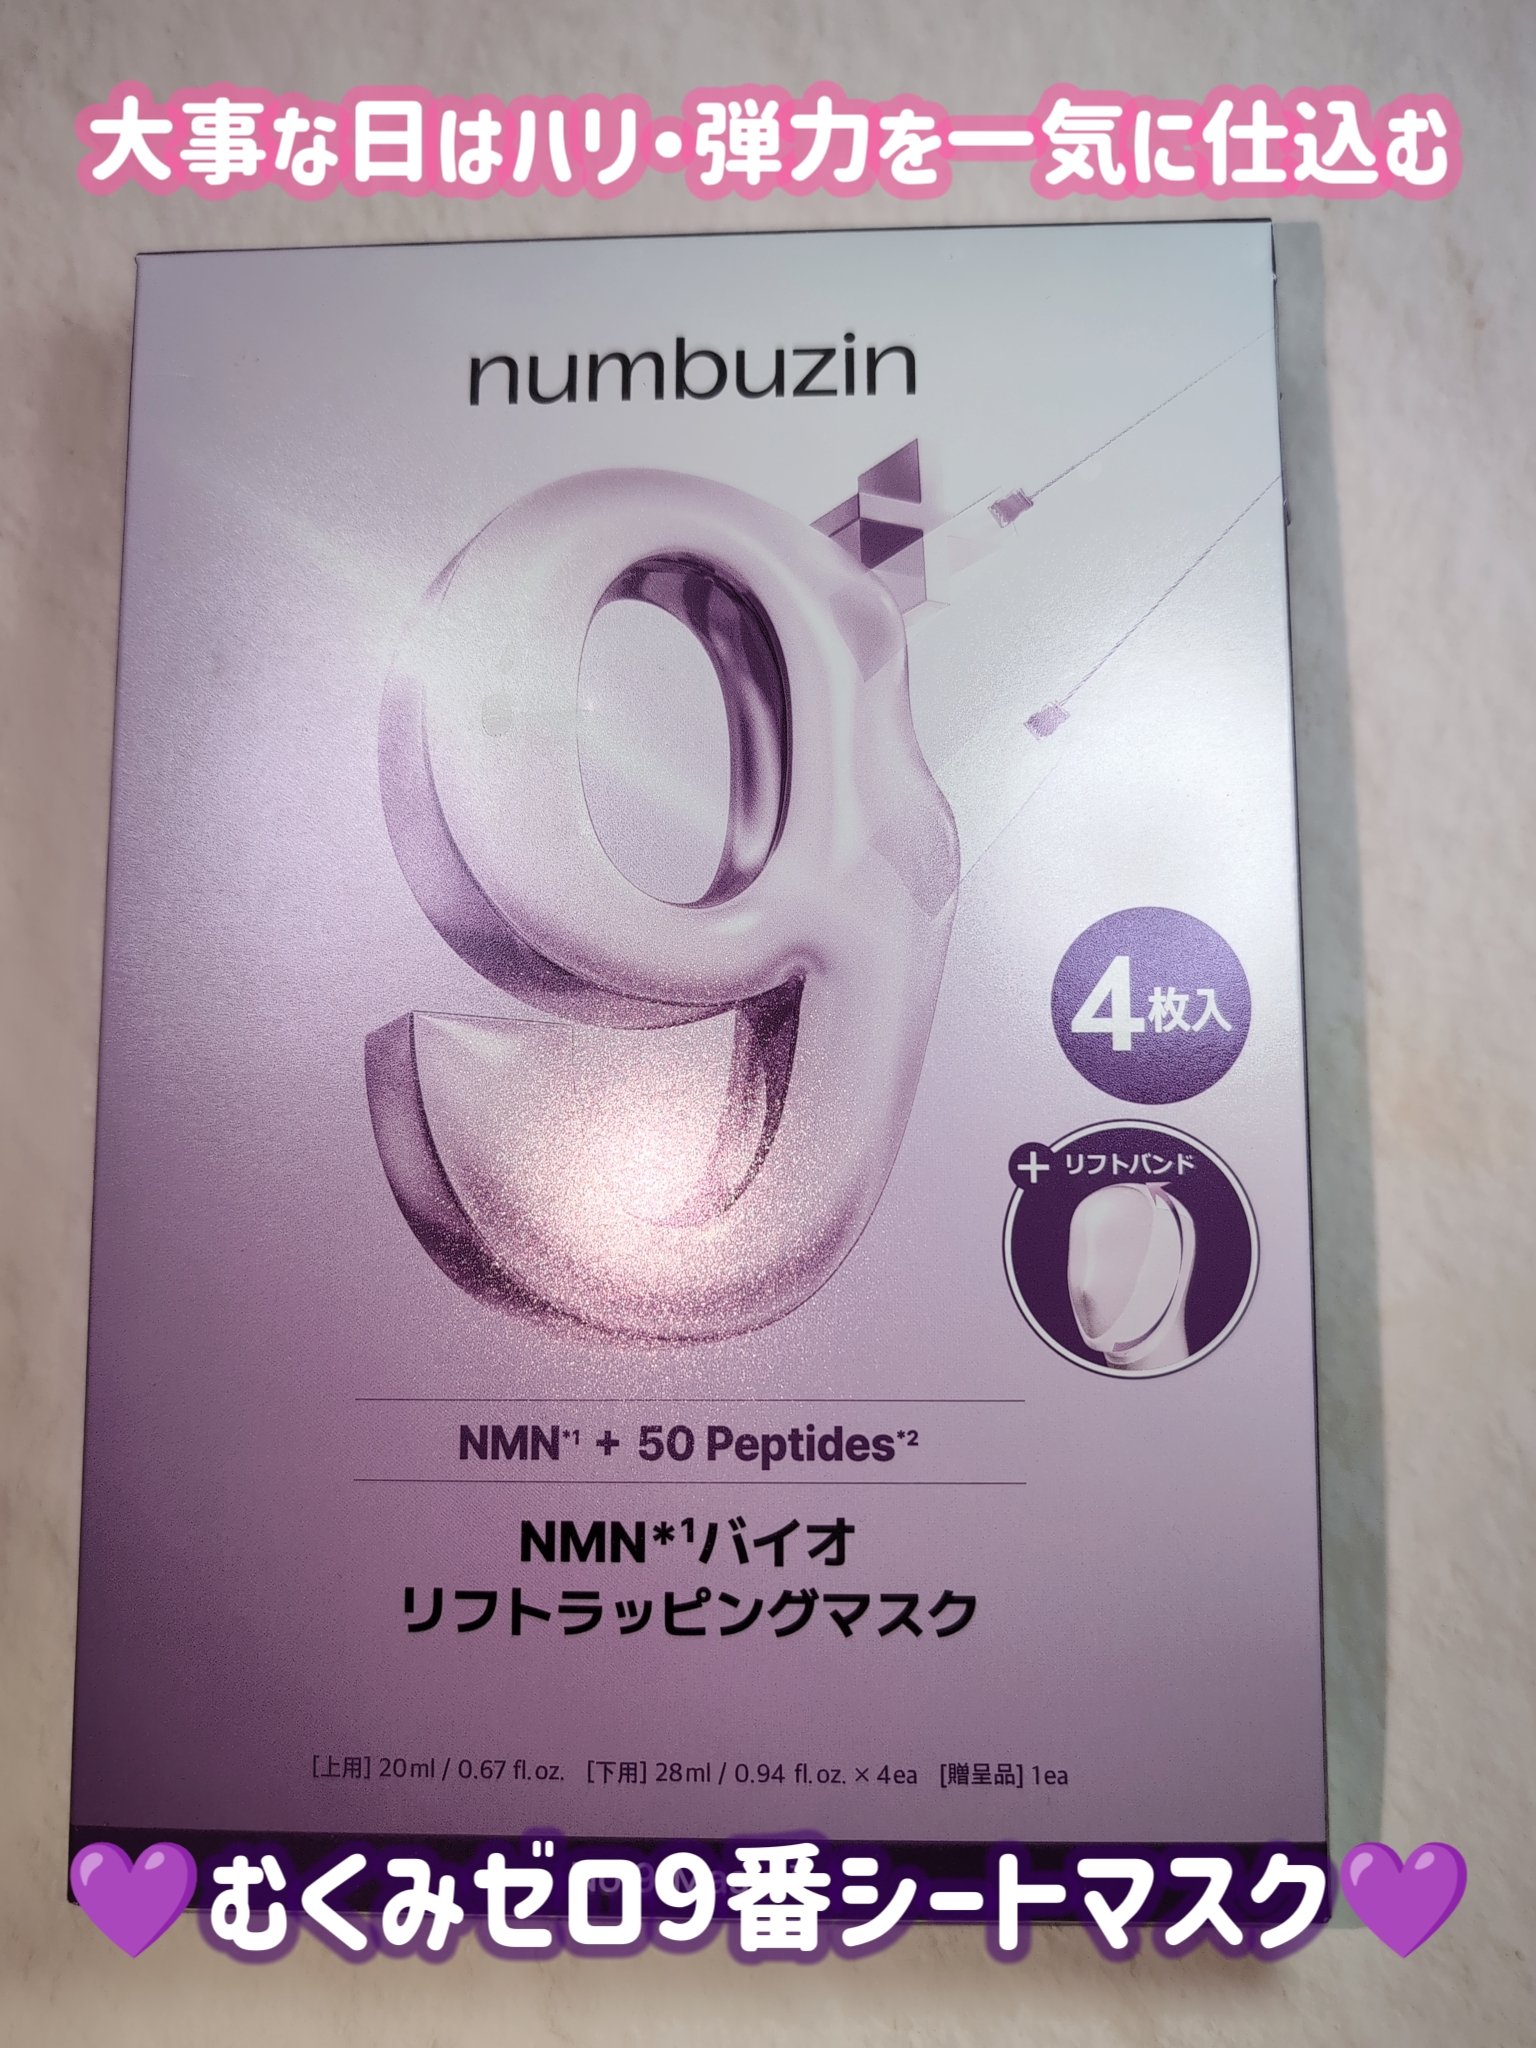 大事な日はハリ・弾力を一気に仕込む
numbuzin
4枚入
+ リフトバンド
NMN*1 + 50 Peptides*2
NMN*1バイオ
リフトラッピングマスク
[上用] 20ml / 0.67 fl.oz. [下用] 28ml / 0.94 fl.oz. × 4ea [贈呈品] 1ea
💜むくみゼロ9番シートマスク💜